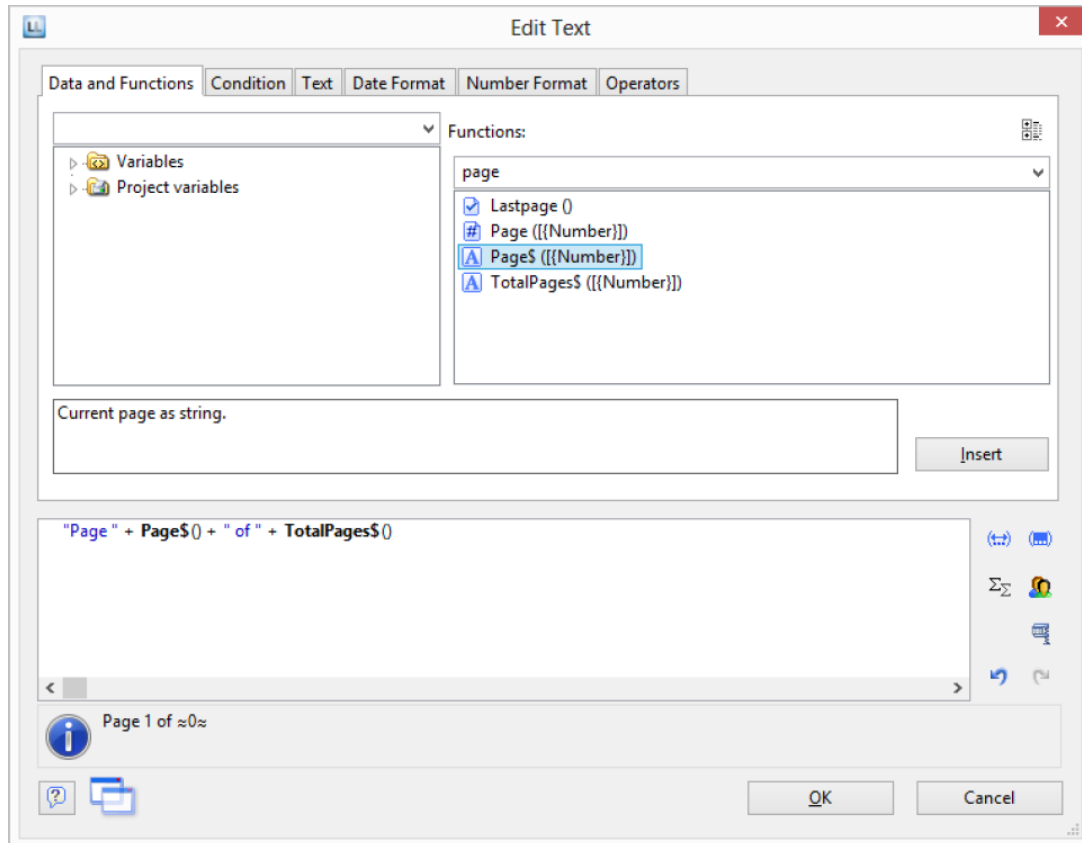 LL
Edit Text
Data and Functions Condition Text Date Format Number Format Operators
Functions:
Variables
Project variables
page
Lastpage ()
# Page ([{Number}])
A Page$ ([{Number}])
A TotalPages$ ([{Number}])
Current page as string.
Insert
"Page " + Page$() + " of " + TotalPages$()
ΣΣ
Page 1 of ≈0≈
?
OK
Cancel